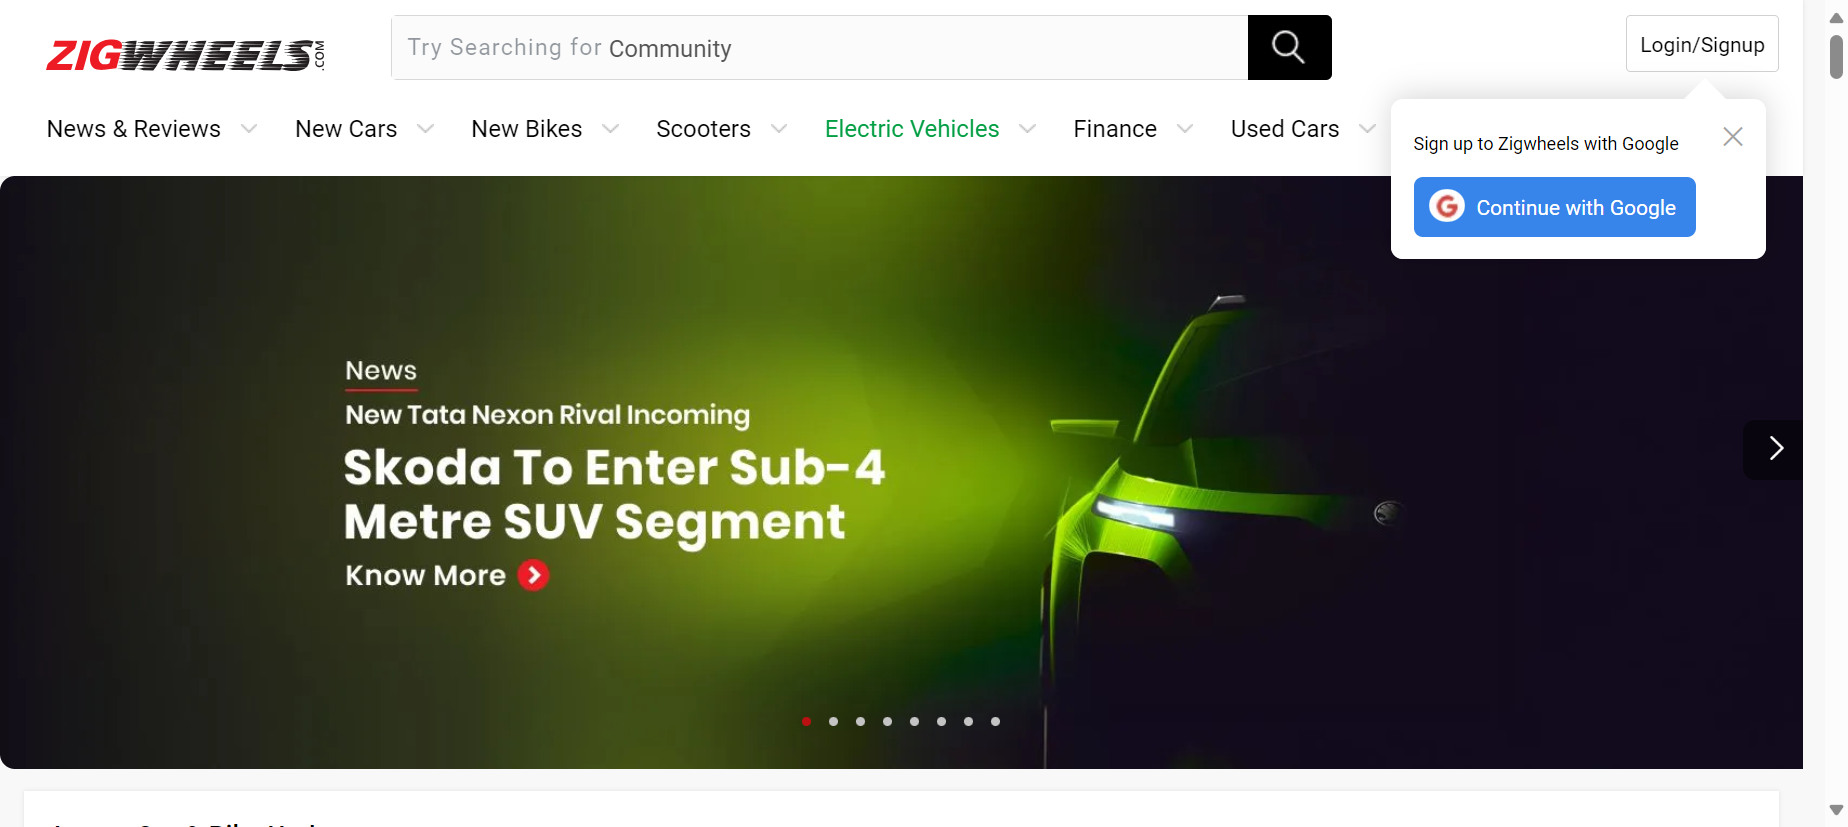 ZIGWHEELS.COM
Try Searching for Community
Login/Signup
News & Reviews
New Cars
New Bikes
Scooters
Electric Vehicles
Finance
Used Cars
Sign up to Zigwheels with Google
G Continue with Google
News
New Tata Nexon Rival Incoming
Skoda To Enter Sub-4
Metre SUV Segment
Know More